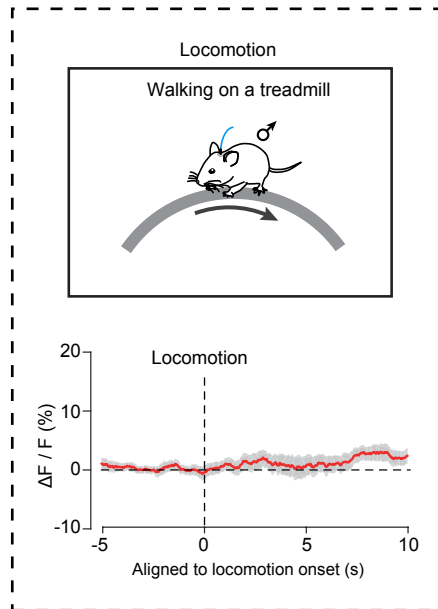 Locomotion
Walking on a treadmill
♂
Locomotion
20
10
0
-10
ΔF / F (%)
-5 0 5 10
Aligned to locomotion onset (s)